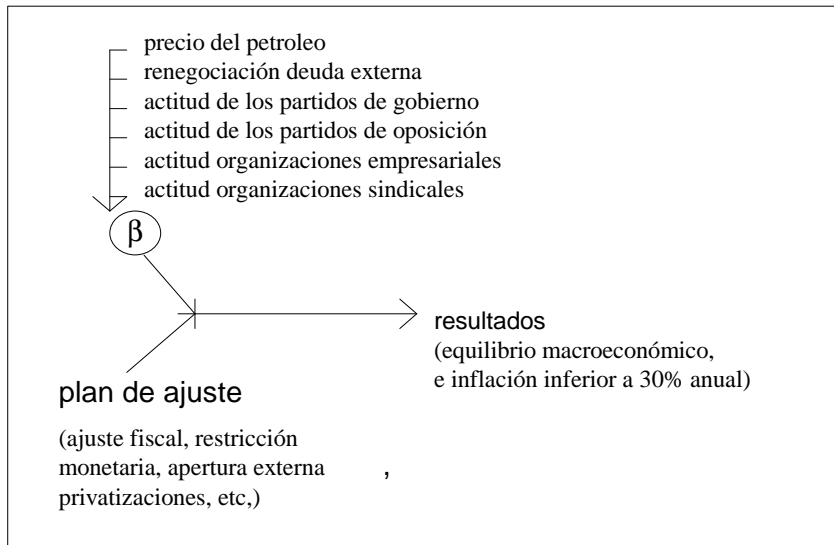 precio del petroleo
renegociación deuda externa
actitud de los partidos de gobierno
actitud de los partidos de oposición
actitud organizaciones empresariales
actitud organizaciones sindicales
β
resultados
(equilibrio macroeconómico,
e inflación inferior a 30% anual)
plan de ajuste
(ajuste fiscal, restricción
monetaria, apertura externa ,
privatizaciones, etc,)